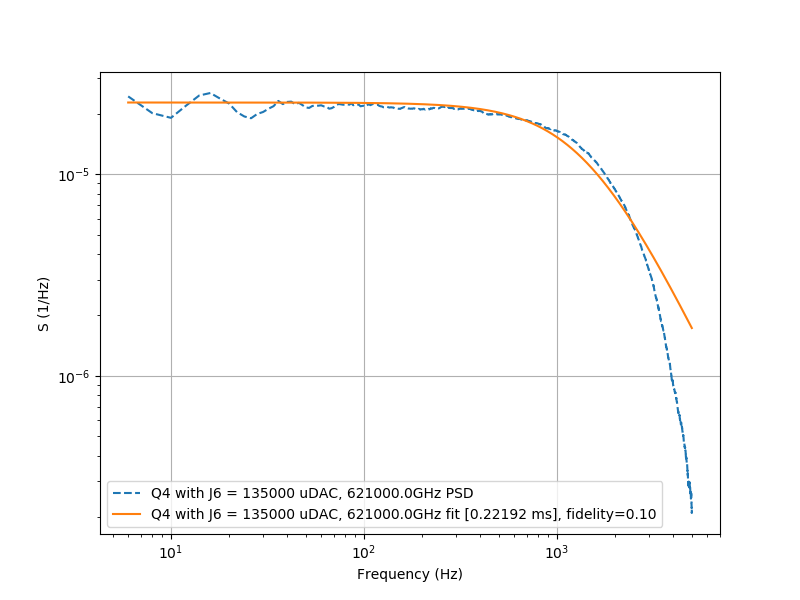 10⁻⁵
10⁻⁶
S (1/Hz)
Q4 with J6 = 135000 uDAC, 621000.0GHz PSD
Q4 with J6 = 135000 uDAC, 621000.0GHz fit [0.22192 ms], fidelity=0.10
10¹ 10² 10³
Frequency (Hz)